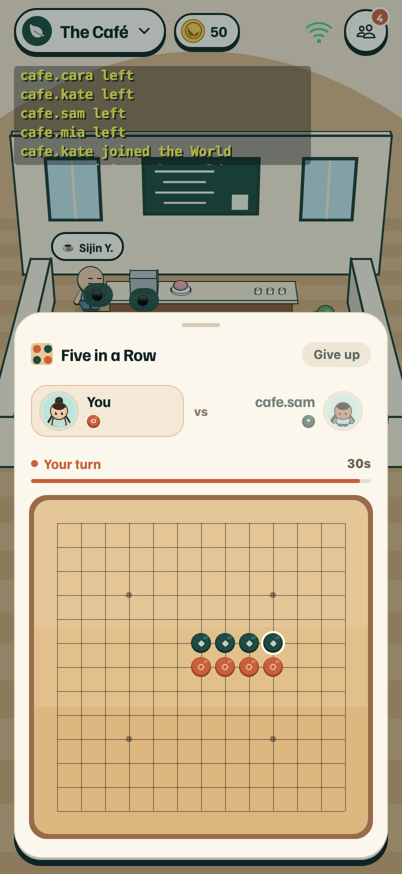 The Café
50
4
cafe.cara left
cafe.kate left
cafe.sam left
cafe.mia left
cafe.kate joined the World
Sijin Y.
Five in a Row
Give up
You
vs
cafe.sam
Your turn
30s